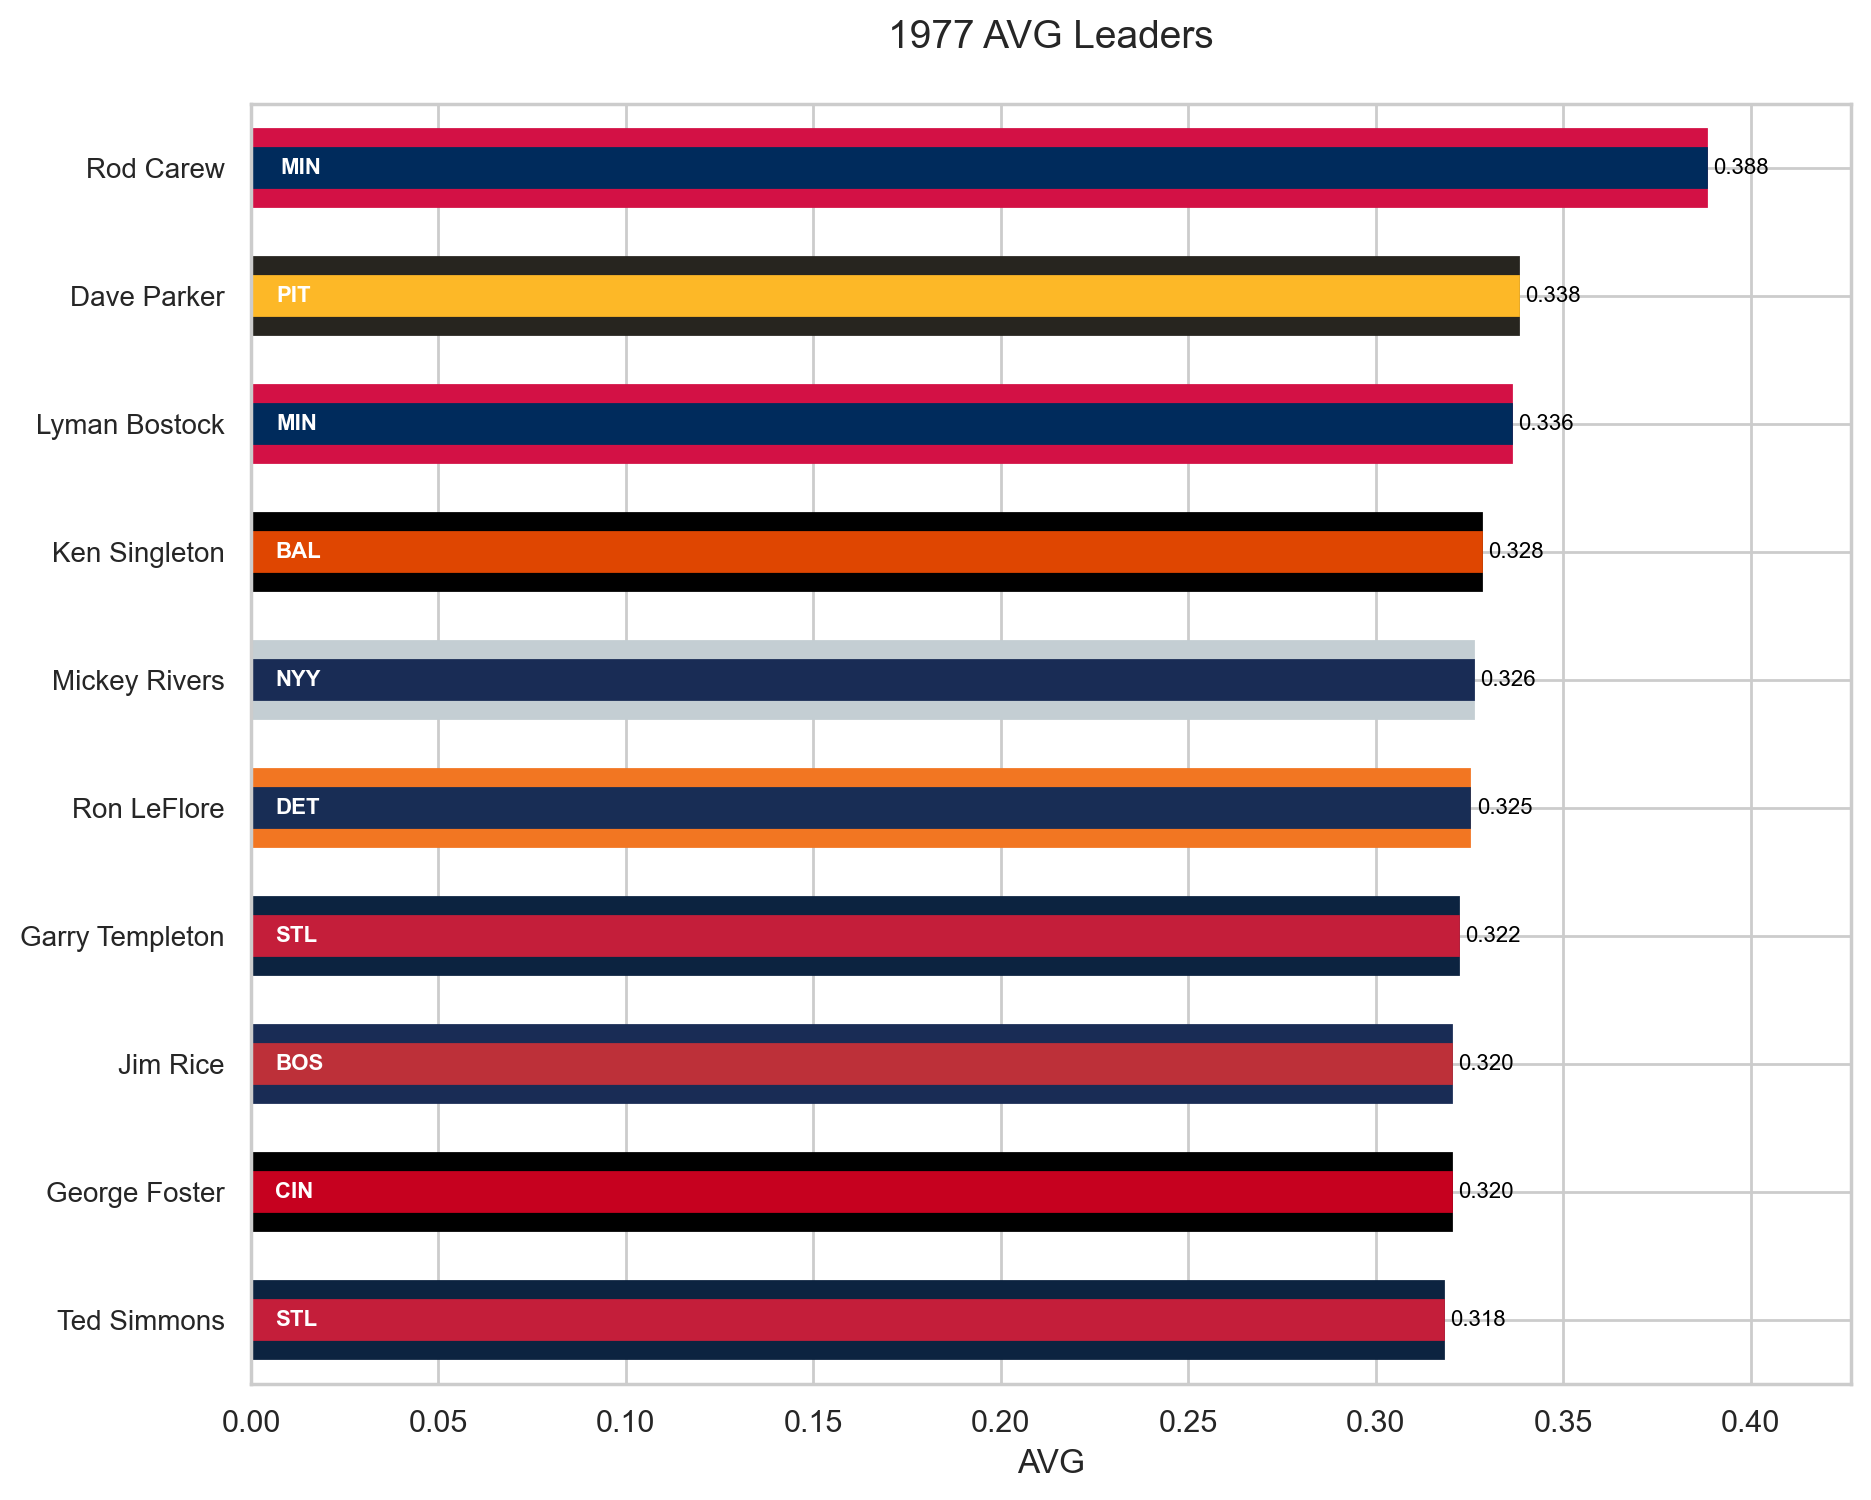 1977 AVG Leaders
Rod Carew MIN 0.388
Dave Parker PIT 0.338
Lyman Bostock MIN 0.336
Ken Singleton BAL 0.328
Mickey Rivers NYY 0.326
Ron LeFlore DET 0.325
Garry Templeton STL 0.322
Jim Rice BOS 0.320
George Foster CIN 0.320
Ted Simmons STL 0.318
0.00 0.05 0.10 0.15 0.20 0.25 0.30 0.35 0.40
AVG